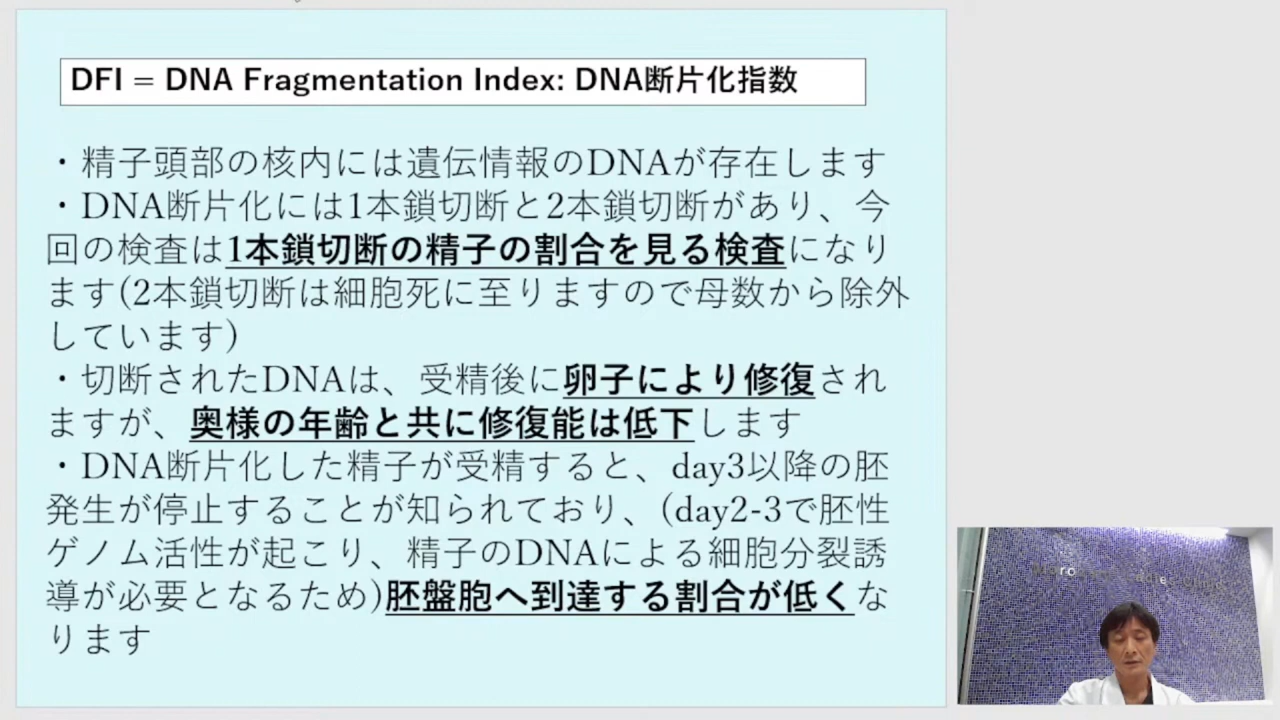 DFI = DNA Fragmentation Index: DNA断片化指数
・精子頭部の核内には遺伝情報のDNAが存在します
・DNA断片化には1本鎖切断と2本鎖切断があり、今
回の検査は1本鎖切断の精子の割合を見る検査になり
ます(2本鎖切断は細胞死に至りますので母数から除外
しています)
・切断されたDNAは、受精後に卵子により修復され
ますが、奥様の年齢と共に修復能は低下します
・DNA断片化した精子が受精すると、day3以降の胚
発生が停止することが知られており、(day2-3で胚性
ゲノム活性が起こり、精子のDNAによる細胞分裂誘
導が必要となるため)胚盤胞へ到達する割合が低くな
ります